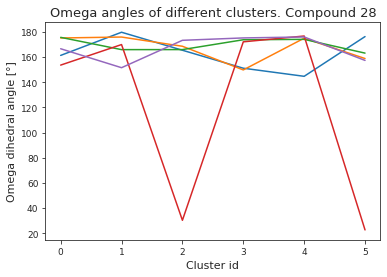 Omega angles of different clusters. Compound 28
Omega dihedral angle [°]
180
160
140
120
100
80
60
40
20
0 1 2 3 4 5
Cluster id